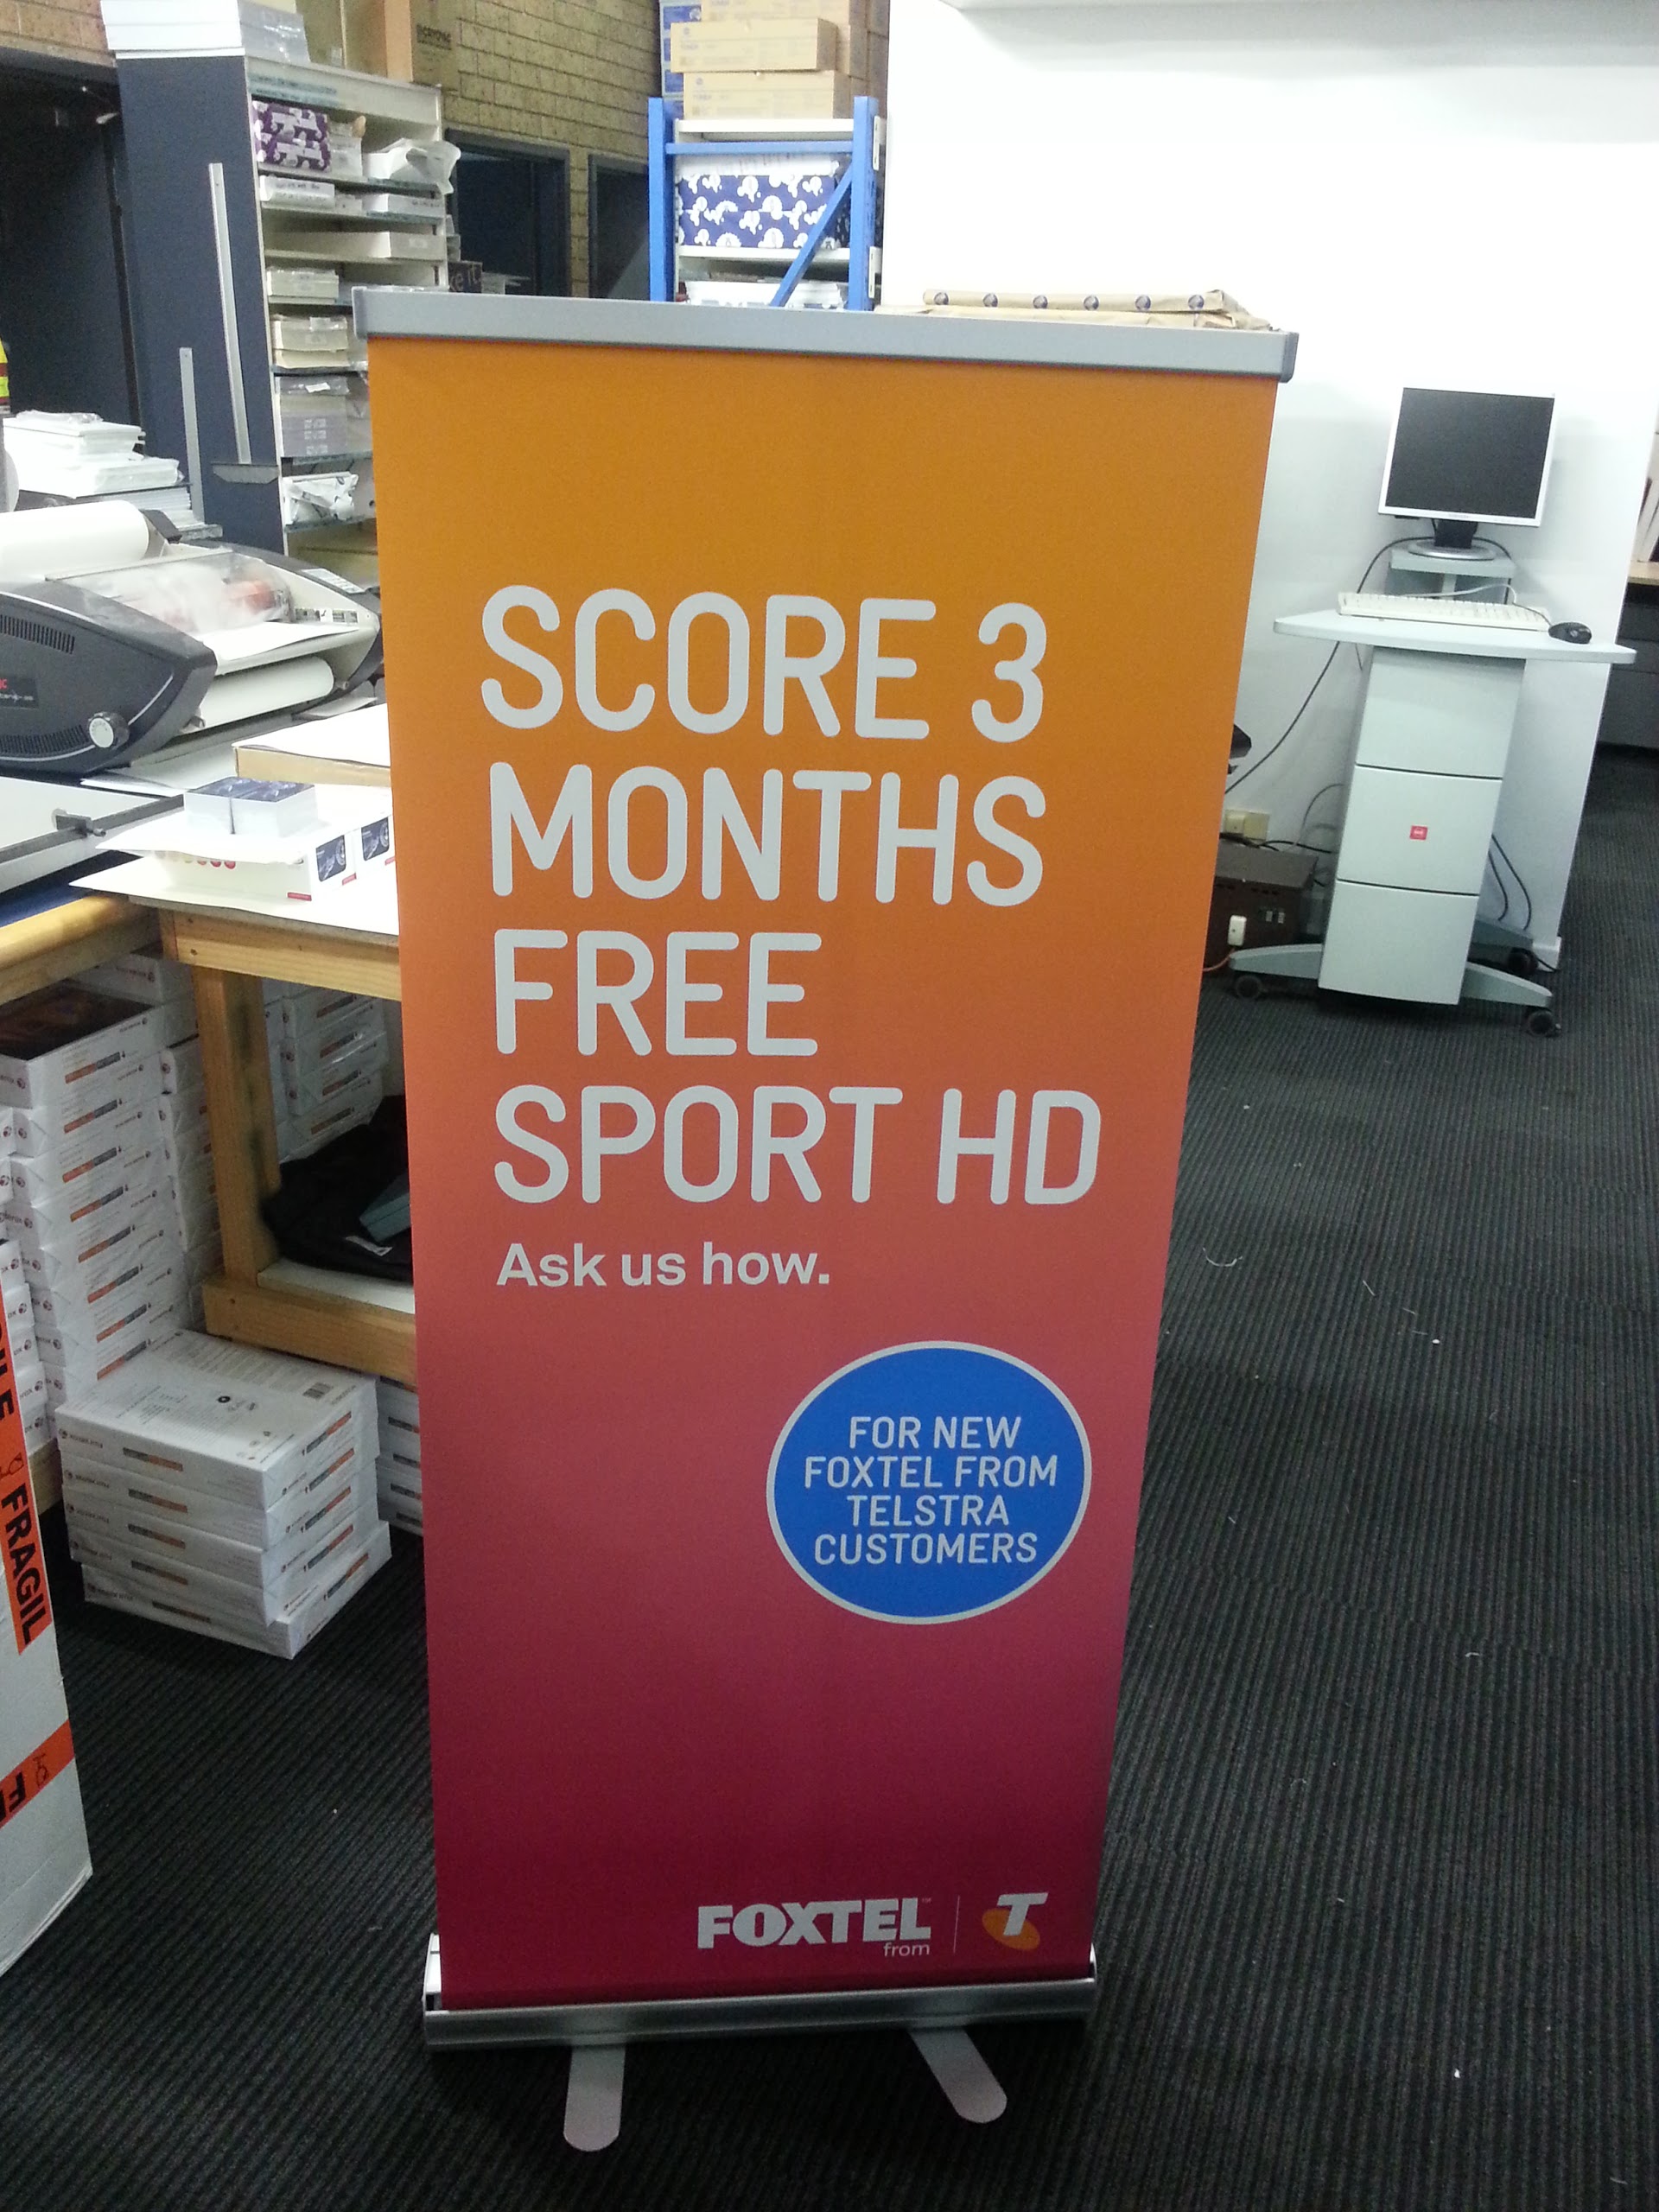 SCORE 3
MONTHS
FREE
SPORT HD
Ask us how.
FOR NEW
FOXTEL FROM
TELSTRA
CUSTOMERS
FOXTEL
from
T
FRAGIL